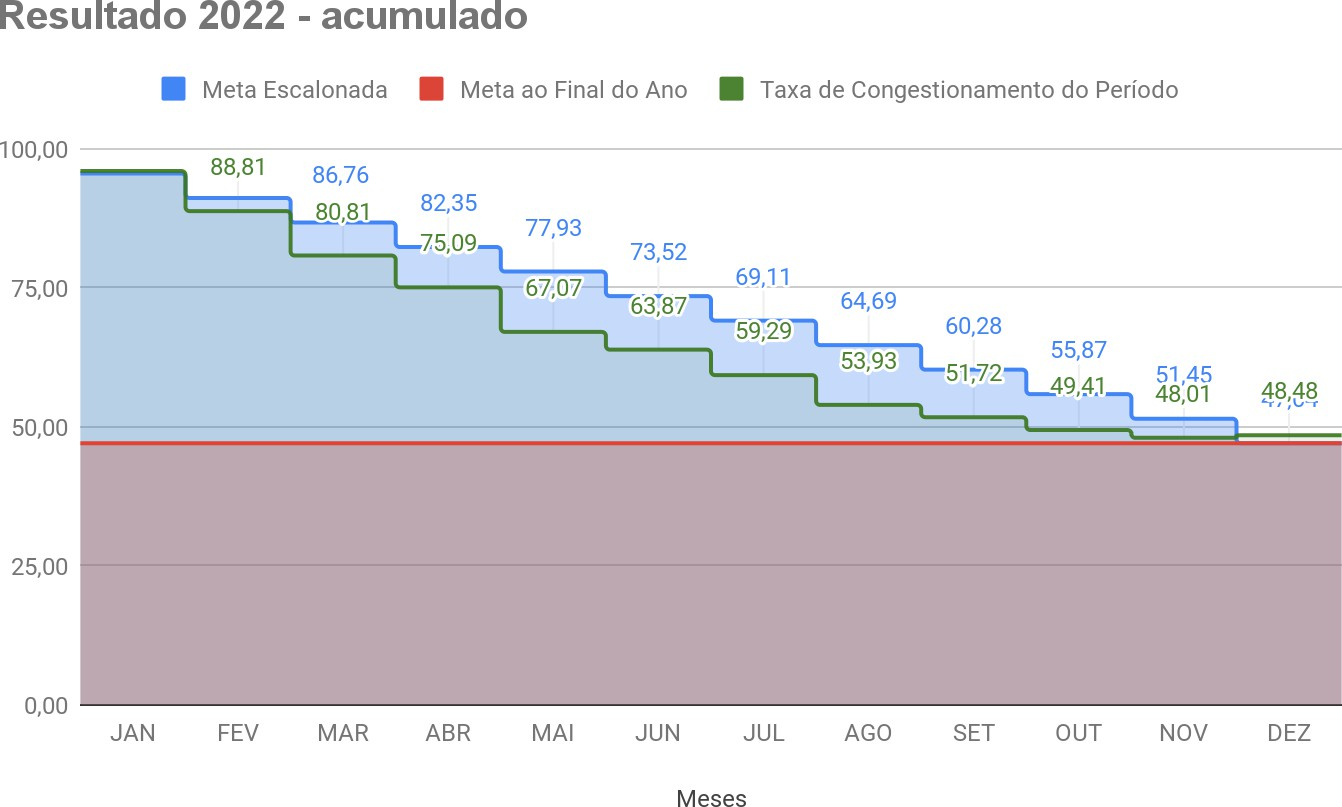 Resultado 2022 - acumulado
Meta Escalonada
Meta ao Final do Ano
Taxa de Congestionamento do Período
100,00
75,00
50,00
25,00
0,00
88,81
86,76
80,81
82,35
75,09
77,93
67,07
73,52
63,87
69,11
59,29
64,69
53,93
60,28
51,72
55,87
49,41
51,45
48,01
48,48
JAN
FEV
MAR
ABR
MAI
JUN
JUL
AGO
SET
OUT
NOV
DEZ
Meses